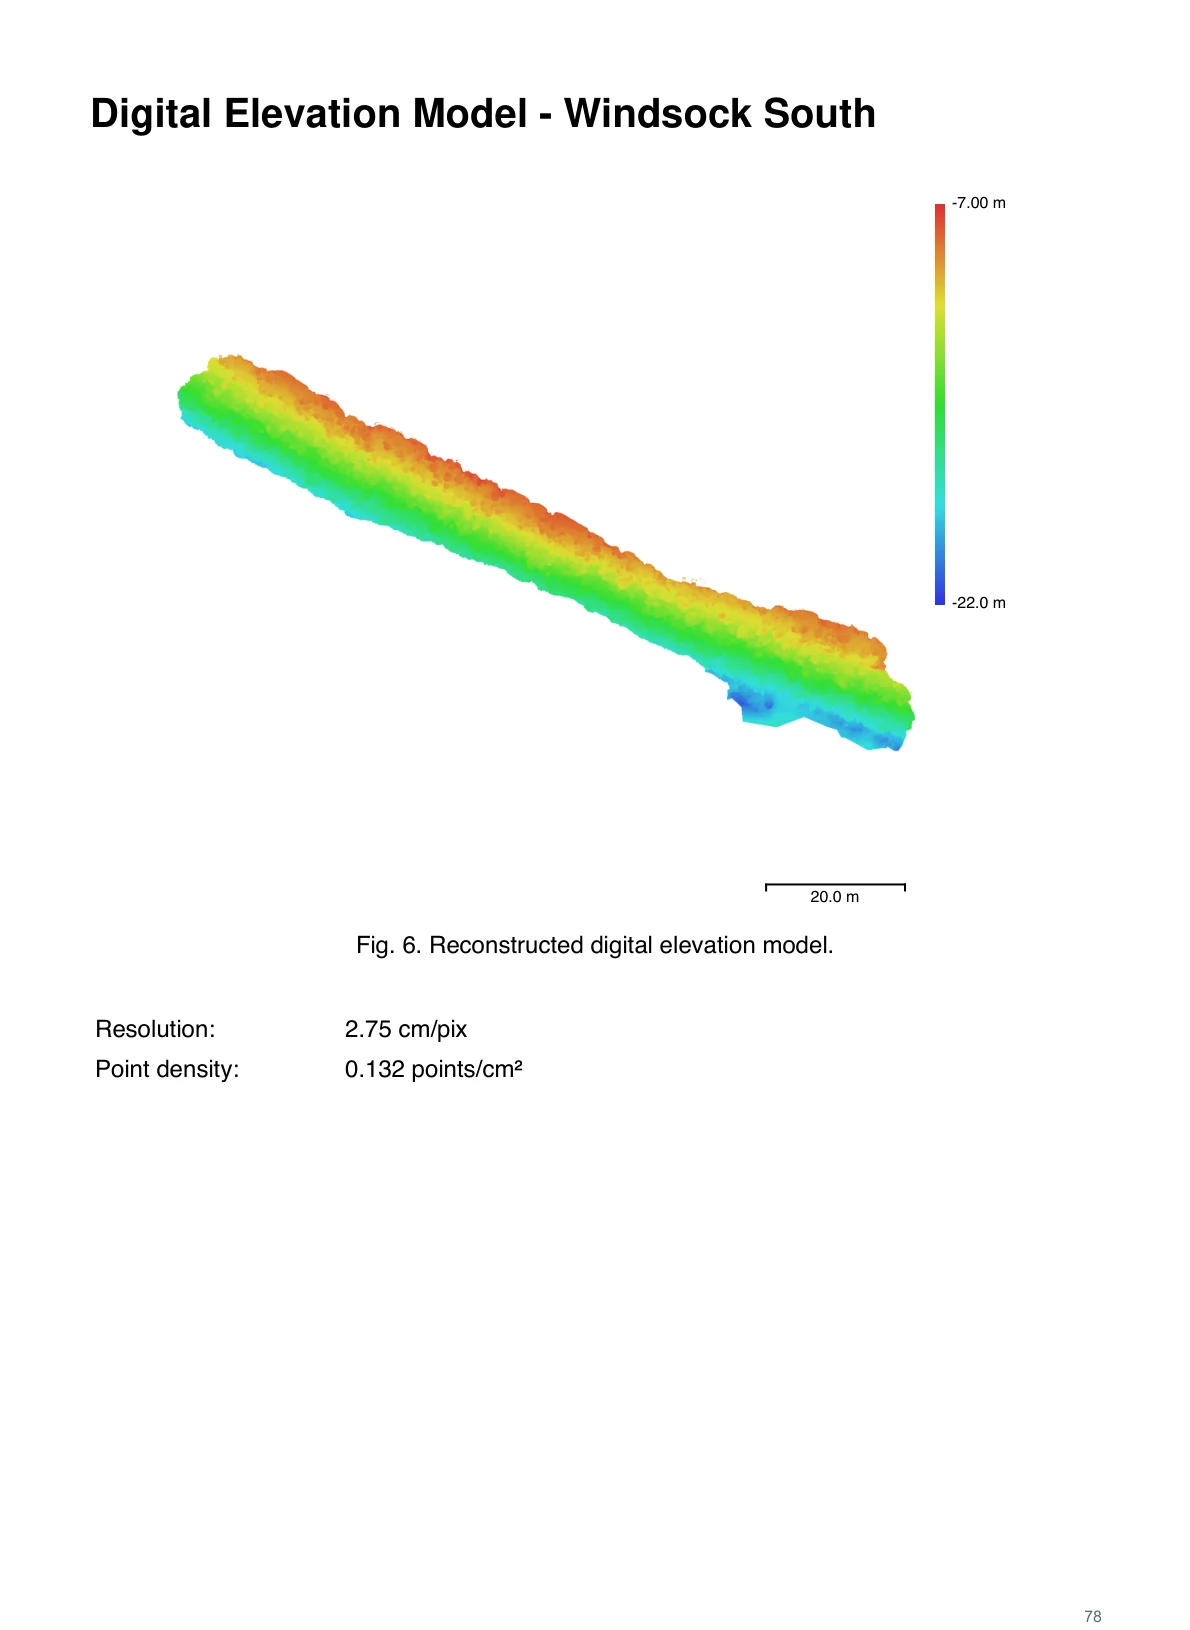 Digital Elevation Model - Windsock South
-7.00 m
-22.0 m
20.0 m
Fig. 6. Reconstructed digital elevation model.
Resolution: 2.75 cm/pix
Point density: 0.132 points/cm²
78